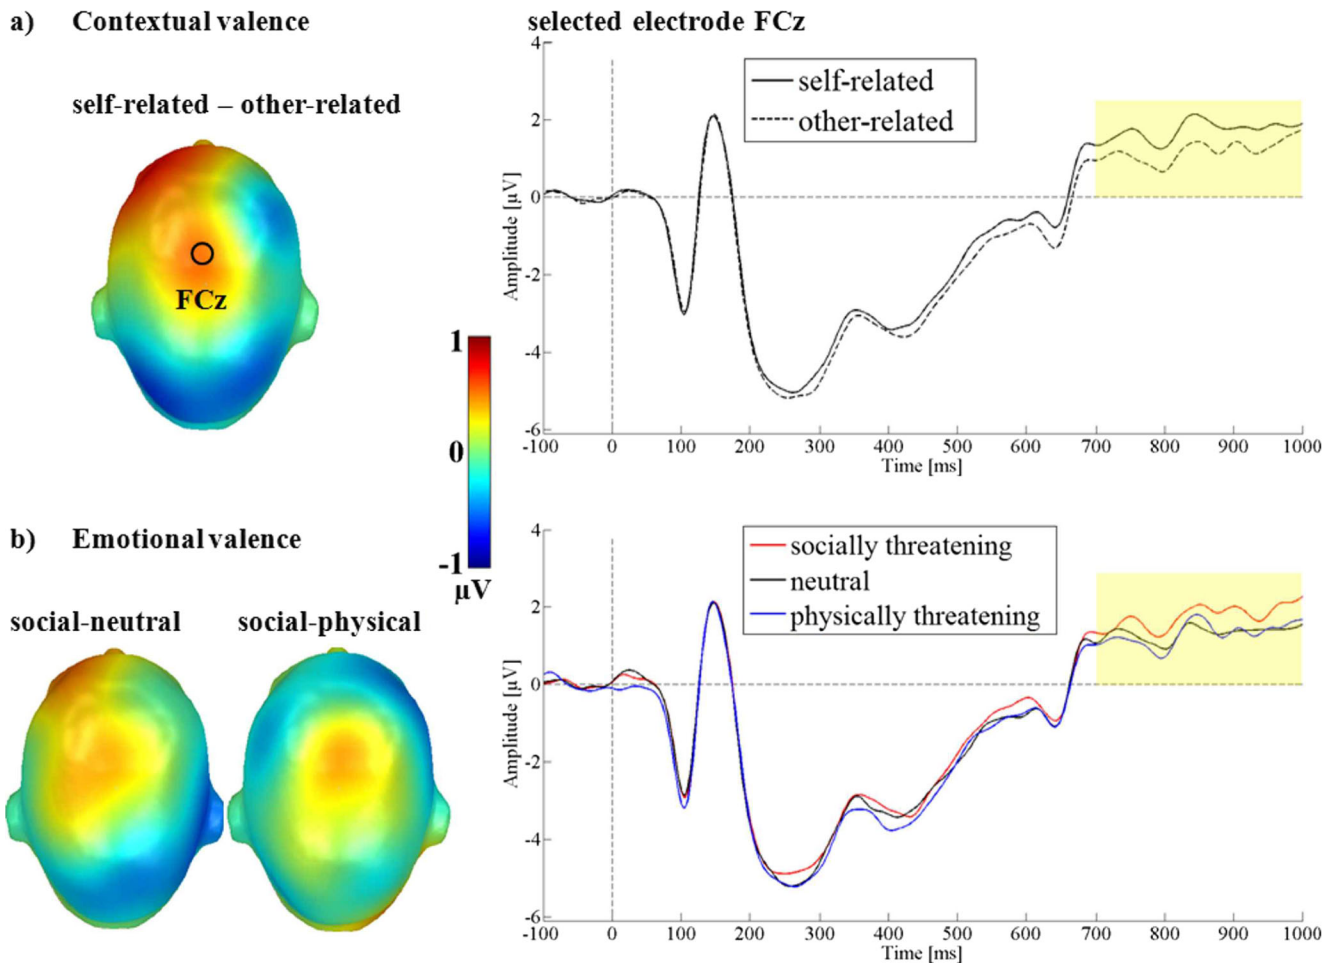 a) Contextual valence
selected electrode FCz
self-related – other-related
FCz
1
0
-1
µV
4
2
0
-2
-4
-6
Amplitude [µV]
self-related
other-related
-100 0 100 200 300 400 500 600 700 800 900 1000
Time [ms]
b) Emotional valence
social-neutral social-physical
4
2
0
-2
-4
-6
Amplitude [µV]
socially threatening
neutral
physically threatening
-100 0 100 200 300 400 500 600 700 800 900 1000
Time [ms]